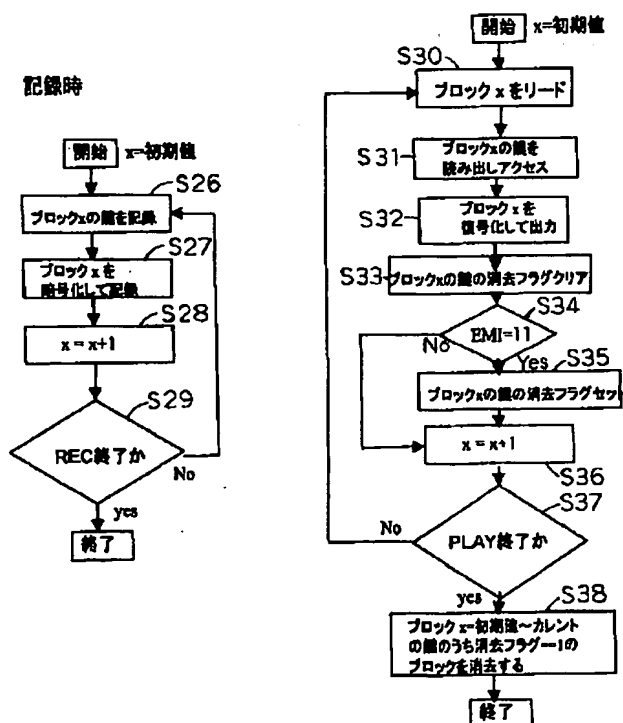 記録時
開始 x=初期値
S26
ブロックxの鍵を記録
S27
ブロックxを
暗号化して記録
S28
x=x+1
S29
REC終了か
No
yes
終了
開始 x=初期値
S30
ブロックxをリード
S31
ブロックxの鍵を
読み出しアクセス
S32
ブロックxを
復号化して出力
S33
ブロックxの鍵の消去フラグクリア
S34
EMI=11
No
Yes
S35
ブロックxの鍵の消去フラグセット
x=x+1
S36
S37
PLAY終了か
No
yes
S38
ブロックx=初期値~カレント
の鍵のうち消去フラグ==1の
ブロックを消去する
終了